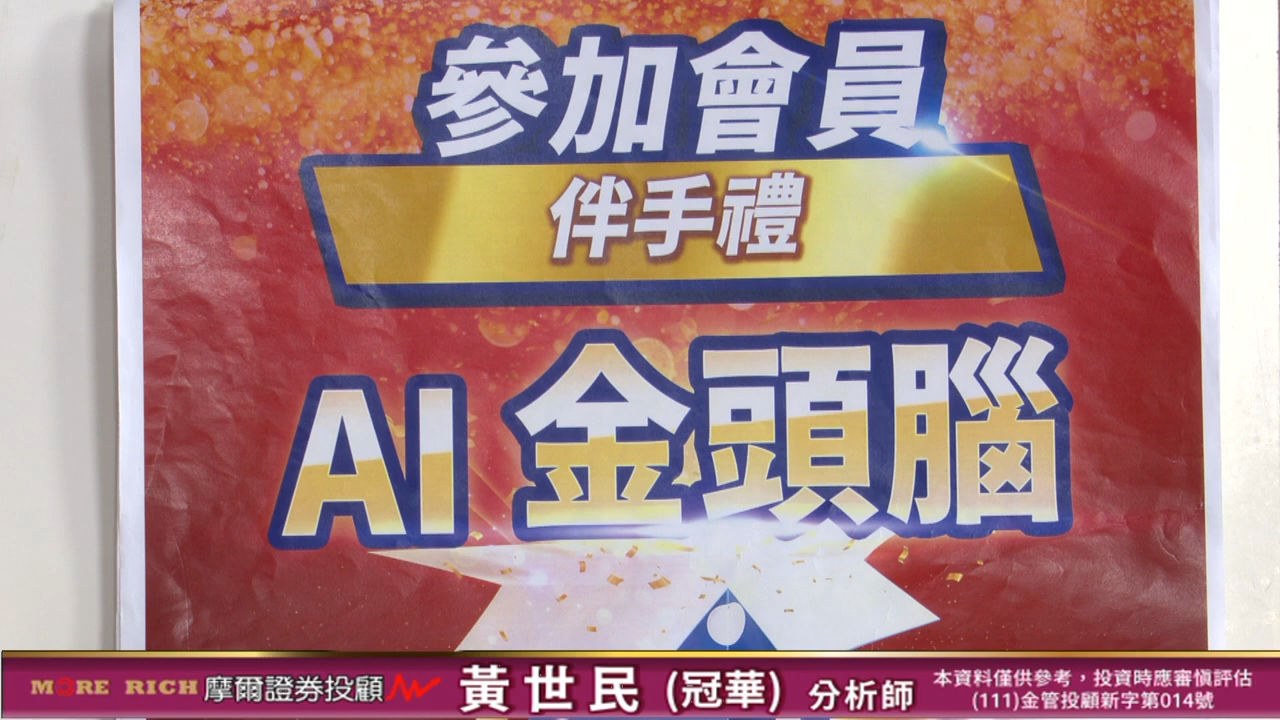 參加會員
伴手禮
AI 金頭腦
MORE RICH 摩爾證券投顧 黃世民 (冠華) 分析師
本資料僅供參考，投資時應審慎評估
(111)金管投顧新字第014號